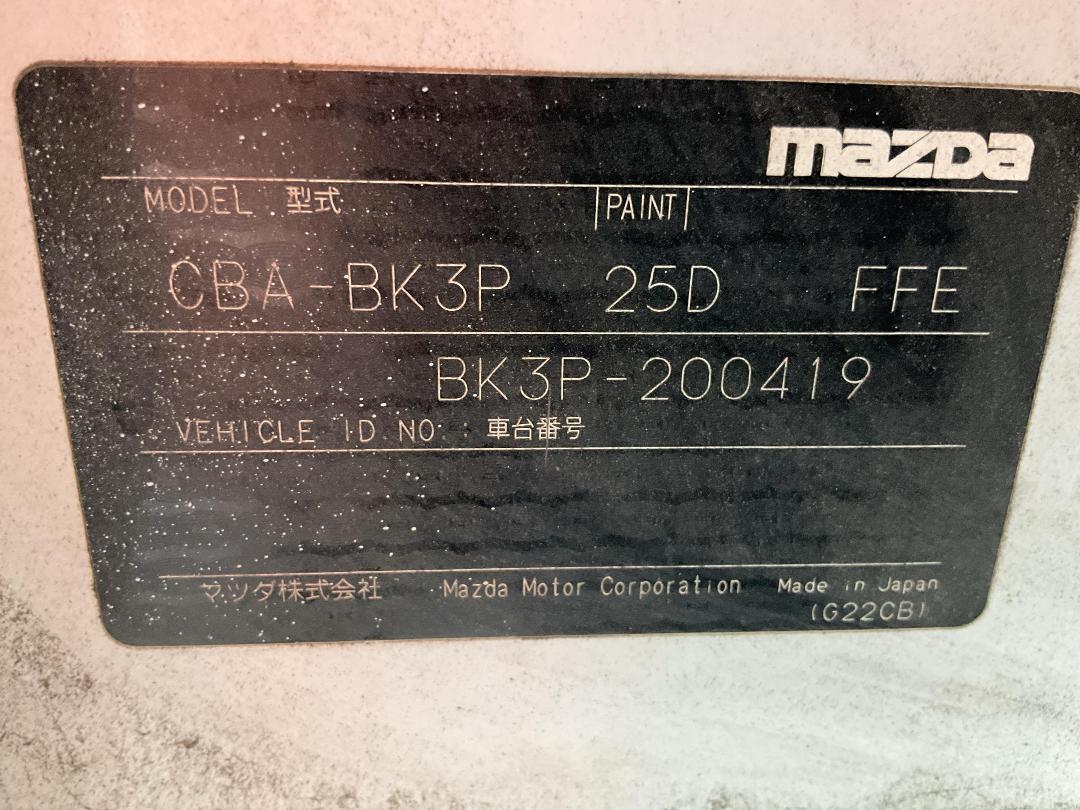 mazda
MODEL 型式 PAINT
CBA-BK3P 25D FFE
BK3P-200419
VEHICLE ID NO. 車台番号
マツダ株式会社 Mazda Motor Corporation Made in Japan
(G22CB)